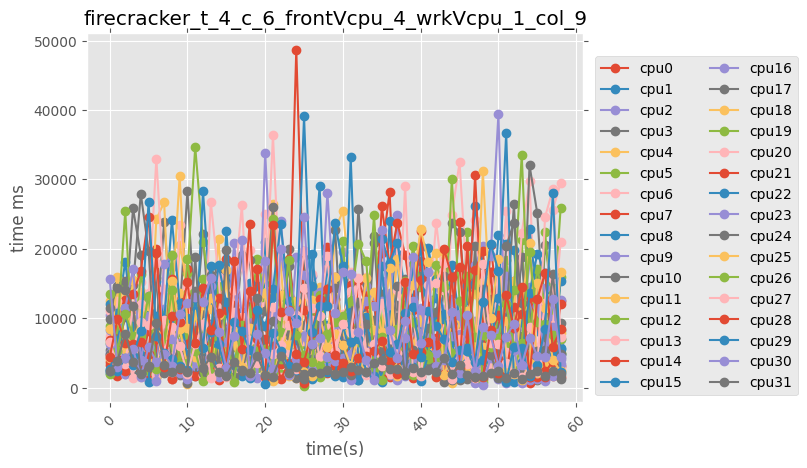 firecracker_t_4_c_6_frontVcpu_4_wrkVcpu_1_col_9
50000
40000
30000
20000
10000
0
time ms
0
10
20
30
40
50
60
time(s)
cpu0
cpu1
cpu2
cpu3
cpu4
cpu5
cpu6
cpu7
cpu8
cpu9
cpu10
cpu11
cpu12
cpu13
cpu14
cpu15
cpu16
cpu17
cpu18
cpu19
cpu20
cpu21
cpu22
cpu23
cpu24
cpu25
cpu26
cpu27
cpu28
cpu29
cpu30
cpu31